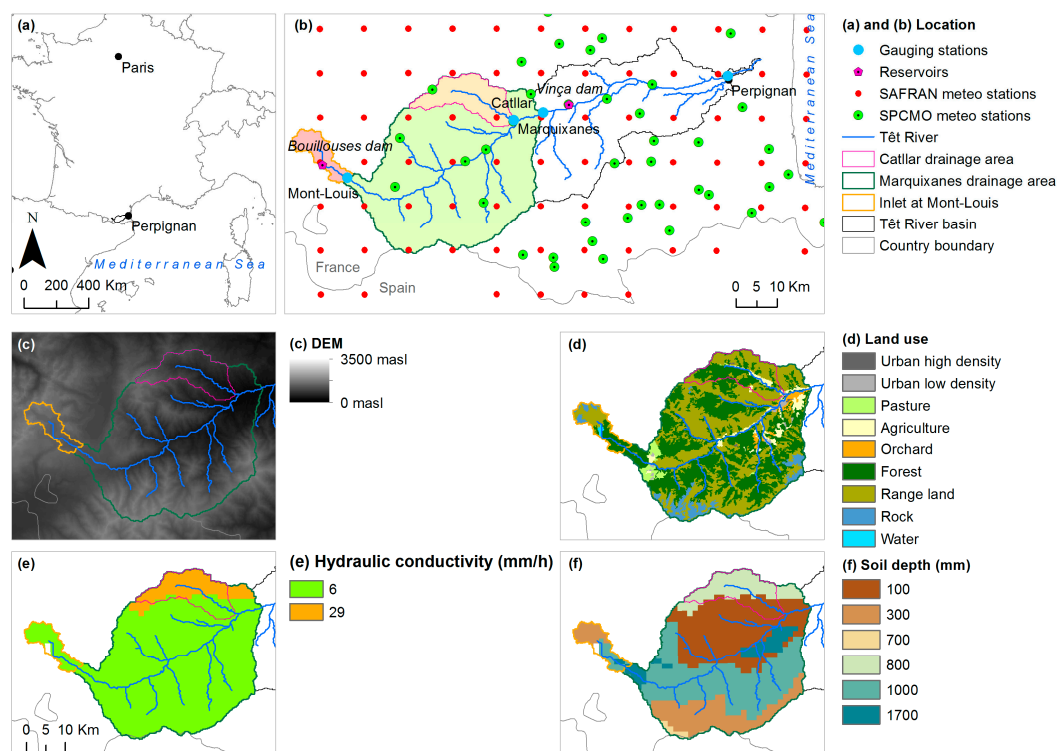 (a)
Paris
Perpignan
N
Mediterranean Sea
0 200 400 Km
(b)
Mediterranean Sea
Catllar
Vinça dam
Perpignan
Marquixanes
Bouillouses dam
Mont-Louis
France
Spain
0 5 10 Km
Mediterranean Sea
(a) and (b) Location
Gauging stations
Reservoirs
SAFRAN meteo stations
SPCMO meteo stations
Têt River
Catllar drainage area
Marquixanes drainage area
Inlet at Mont-Louis
Têt River basin
Country boundary
(c)
(c) DEM
3500 masl
0 masl
(d)
(d) Land use
Urban high density
Urban low density
Pasture
Agriculture
Orchard
Forest
Range land
Rock
Water
(e)
0 5 10 Km
(e) Hydraulic conductivity (mm/h)
6
29
(f)
(f) Soil depth (mm)
100
300
700
800
1000
1700